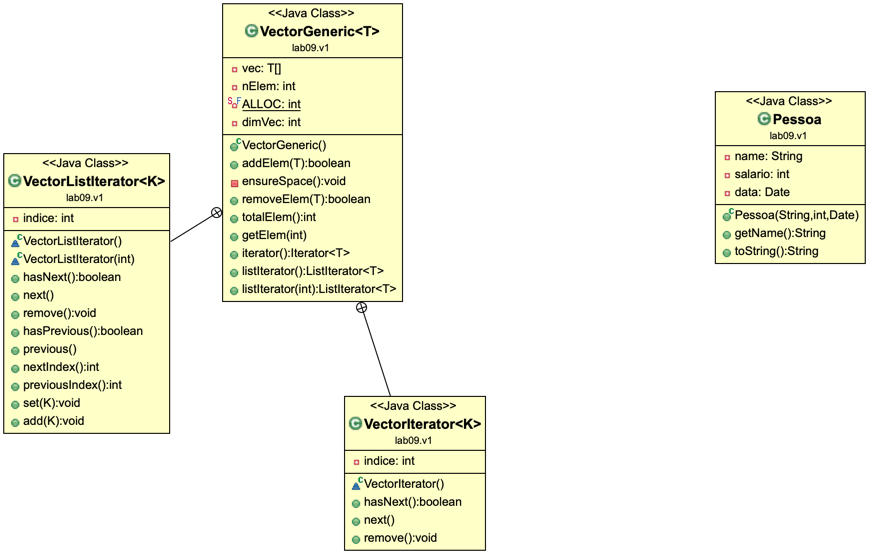 <<Java Class>>
VectorGeneric<T>
lab09.v1
vec: T[]
nElem: int
S F ALLOC: int
dimVec: int
VectorGeneric()
addElem(T):boolean
ensureSpace():void
removeElem(T):boolean
totalElem():int
getElem(int)
iterator():Iterator<T>
listIterator():ListIterator<T>
listIterator(int):ListIterator<T>
<<Java Class>>
Pessoa
lab09.v1
name: String
salario: int
data: Date
Pessoa(String,int,Date)
getName():String
toString():String
<<Java Class>>
VectorListIterator<K>
lab09.v1
indice: int
VectorListIterator()
VectorListIterator(int)
hasNext():boolean
next()
remove():void
hasPrevious():boolean
previous()
nextIndex():int
previousIndex():int
set(K):void
add(K):void
<<Java Class>>
VectorIterator<K>
lab09.v1
indice: int
VectorIterator()
hasNext():boolean
next()
remove():void